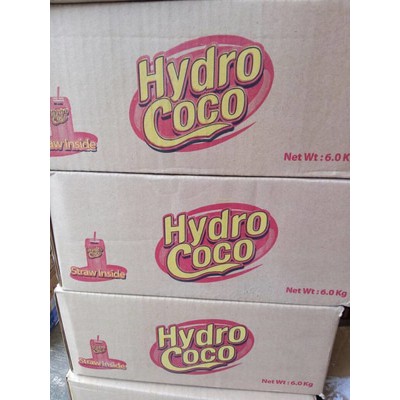 Hydro
Coco
aw inside
Net Wt : 6.0 K
Hydro
Coco
Straw inside
Net Wt : 6.0 Kg
Hydro
Coco
Straw inside
Net Wt : 6.0 Kg